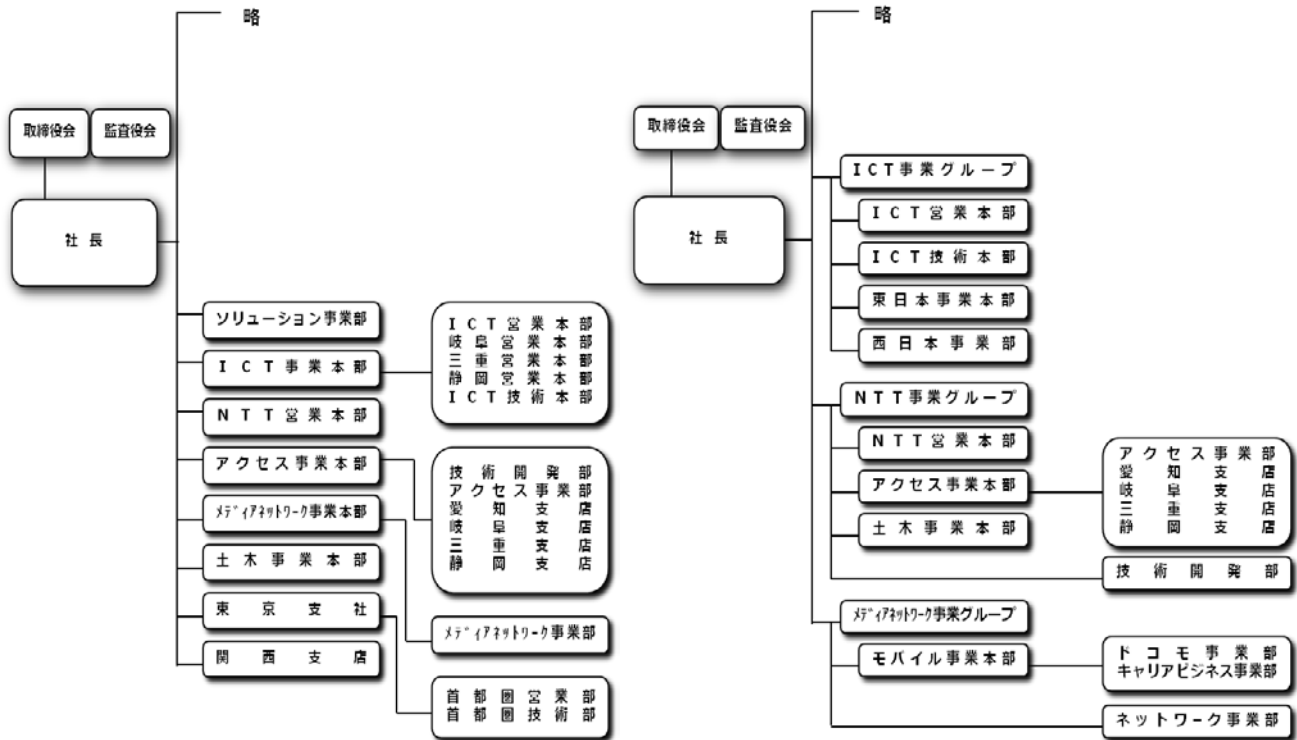 略
取締役会
監査役会
社長
ソリューション事業部
ICT事業本部
NTT営業本部
アクセス事業本部
メディアネットワーク事業本部
土木事業本部
東京支社
関西支店
ICT営業本部
岐阜営業本部
三重営業本部
静岡営業本部
ICT技術本部
技術開発部
アクセス事業部
愛知支店
岐阜支店
三重支店
静岡支店
メディアネットワーク事業部
首都圏営業部
首都圏技術部
略
取締役会
監査役会
社長
ICT事業グループ
ICT営業本部
ICT技術本部
東日本事業本部
西日本事業部
NTT事業グループ
NTT営業本部
アクセス事業本部
土木事業本部
アクセス事業部
愛知支店
岐阜支店
三重支店
静岡支店
技術開発部
メディアネットワーク事業グループ
モバイル事業本部
ドコモ事業部
キャリアビジネス事業部
ネットワーク事業部